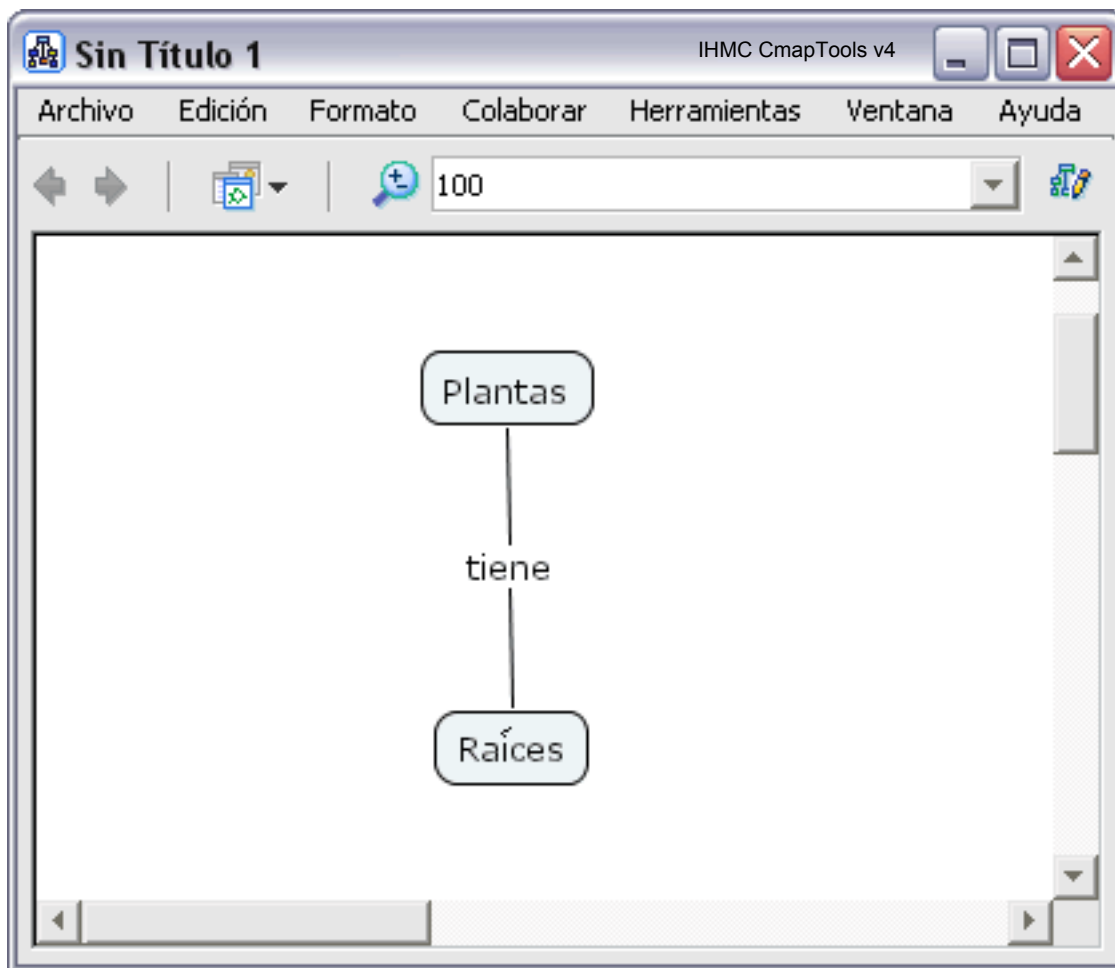 Sin Título 1 IHMC CmapTools v4
Archivo Edición Formato Colaborar Herramientas Ventana Ayuda
100
Plantas
tiene
Raíces